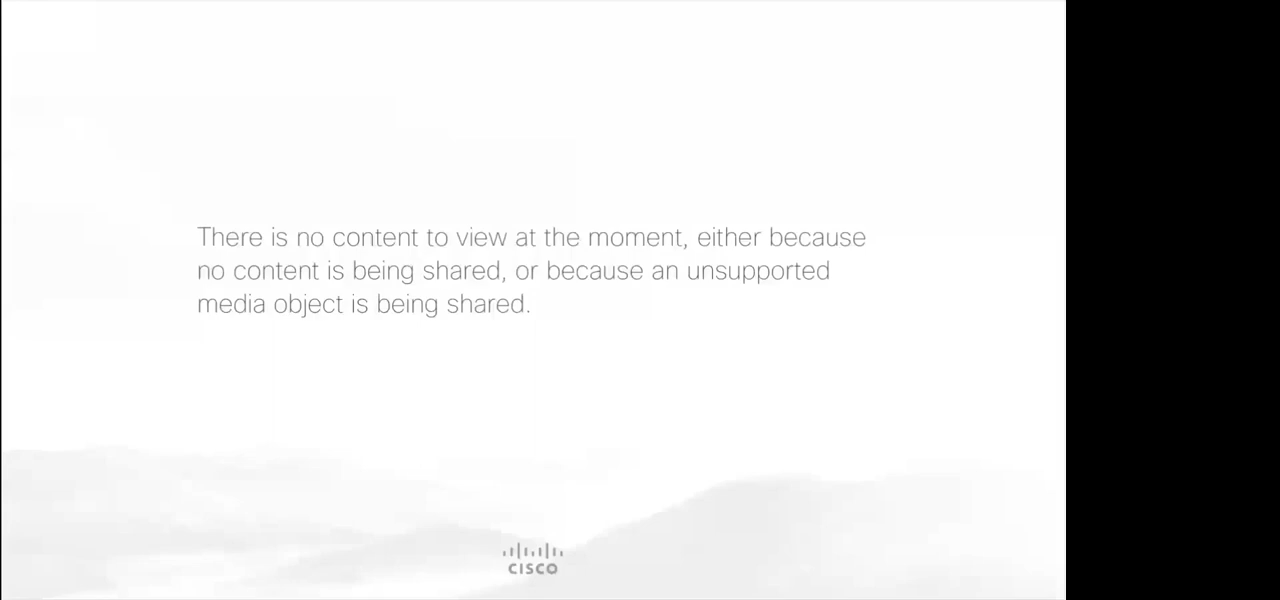 There is no content to view at the moment, either because
no content is being shared, or because an unsupported
media object is being shared.
CISCO